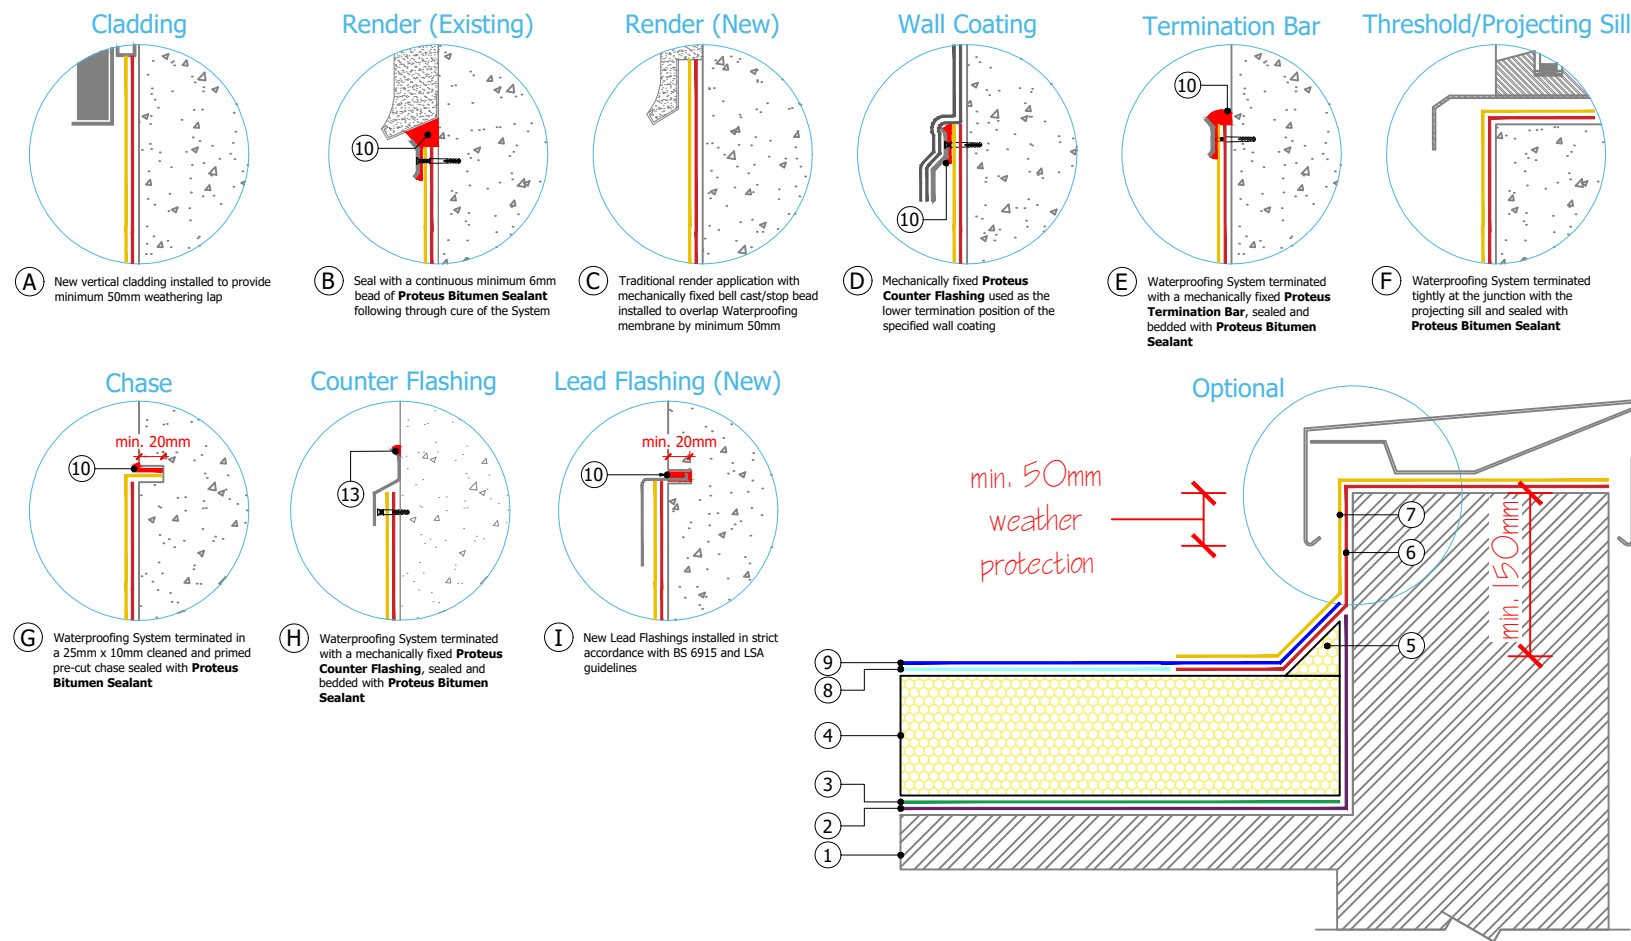 Cladding
Render (Existing)
Render (New)
Wall Coating
Termination Bar
Threshold/Projecting Sill
10
10
10
A
New vertical cladding installed to provide
minimum 50mm weathering lap
B
Seal with a continuous minimum 6mm
bead of Proteus Bitumen Sealant
following through cure of the System
C
Traditional render application with
mechanically fixed bell cast/stop bead
installed to overlap Waterproofing
membrane by minimum 50mm
D
Mechanically fixed Proteus
Counter Flashing used as the
lower termination position of the
specified wall coating
E
Waterproofing System terminated
with a mechanically fixed Proteus
Termination Bar, sealed and
bedded with Proteus Bitumen
Sealant
F
Waterproofing System terminated
tightly at the junction with the
projecting sill and sealed with
Proteus Bitumen Sealant
Chase
Counter Flashing
Lead Flashing (New)
Optional
min. 20mm
10
13
min. 20mm
10
G
Waterproofing System terminated in
a 25mm x 10mm cleaned and primed
pre-cut chase sealed with Proteus
Bitumen Sealant
H
Waterproofing System terminated
with a mechanically fixed Proteus
Counter Flashing, sealed and
bedded with Proteus Bitumen
Sealant
I
New Lead Flashings installed in strict
accordance with BS 6915 and LSA
guidelines
min. 50mm
weather
protection
min. 150mm
7
6
5
9
8
4
3
2
1